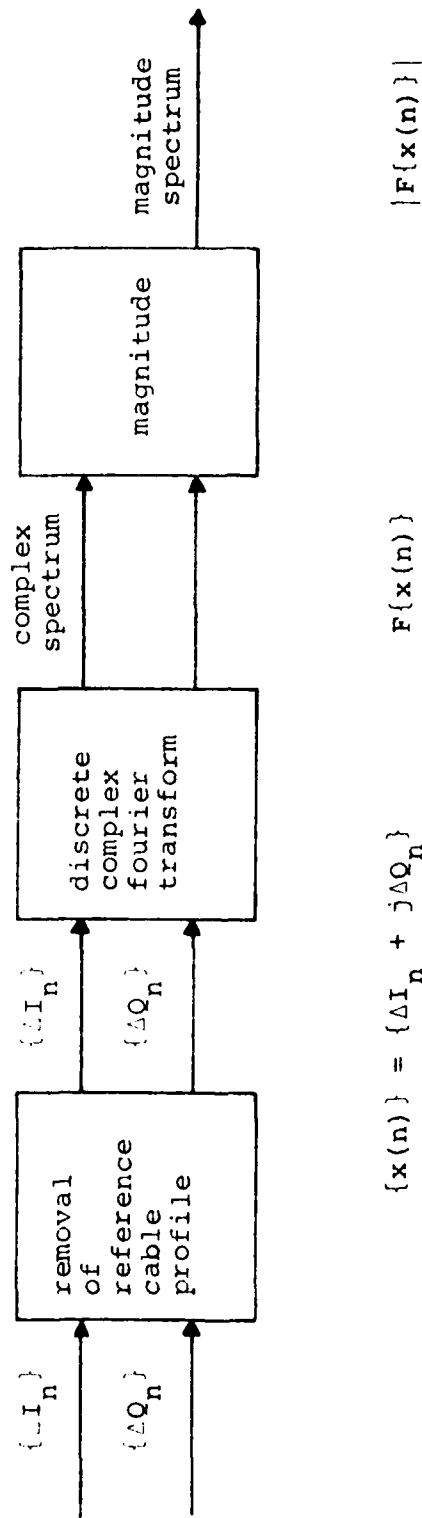 {ΔI_n}
{ΔQ_n}
removal
of
reference
cable
profile
{ΔI_n}
{ΔQ_n}
discrete
complex
fourier
transform
complex
spectrum
magnitude
magnitude
spectrum
{x(n)} = {ΔI_n + jΔQ_n}
F{x(n)}
|F{x(n)}|